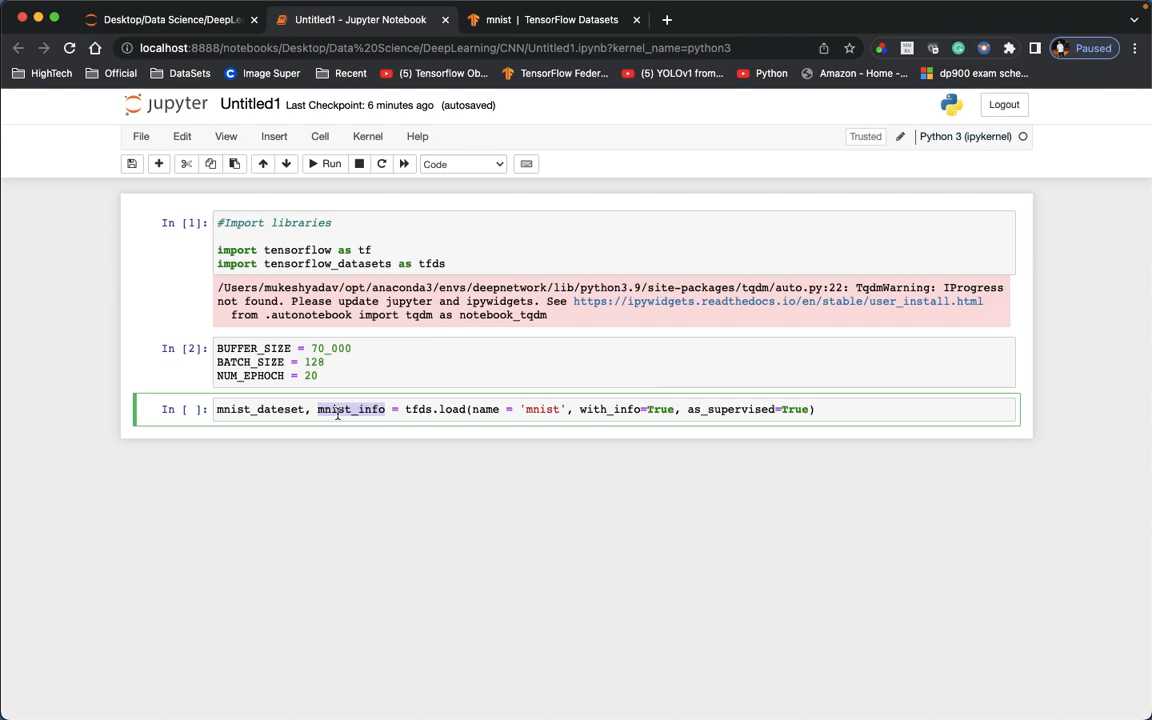 Desktop/Data Science/DeepLe
Untitled1 - Jupyter Notebook
mnist | TensorFlow Datasets
localhost:8888/notebooks/Desktop/Data%20Science/DeepLearning/CNN/Untitled1.ipynb?kernel_name=python3
Paused
HighTech
Official
DataSets
Image Super
Recent
(5) Tensorflow Ob...
TensorFlow Feder...
(5) YOLOv1 from...
Python
Amazon - Home -...
dp900 exam sche...
jupyter Untitled1 Last Checkpoint: 6 minutes ago (autosaved)
Logout
File Edit View Insert Cell Kernel Help
Trusted
Python 3 (ipykernel)
Run
Code
In [1]: #Import libraries
import tensorflow as tf
import tensorflow_datasets as tfds
/Users/mukeshyadav/opt/anaconda3/envs/deepnetwork/lib/python3.9/site-packages/tqdm/auto.py:22: TqdmWarning: IProgress
not found. Please update jupyter and ipywidgets. See https://ipywidgets.readthedocs.io/en/stable/user_install.html
from .autonotebook import tqdm as notebook_tqdm
In [2]: BUFFER_SIZE = 70_000
BATCH_SIZE = 128
NUM_EPHOCH = 20
In [ ]: mnist_dateset, mnist_info = tfds.load(name = 'mnist', with_info=True, as_supervised=True)